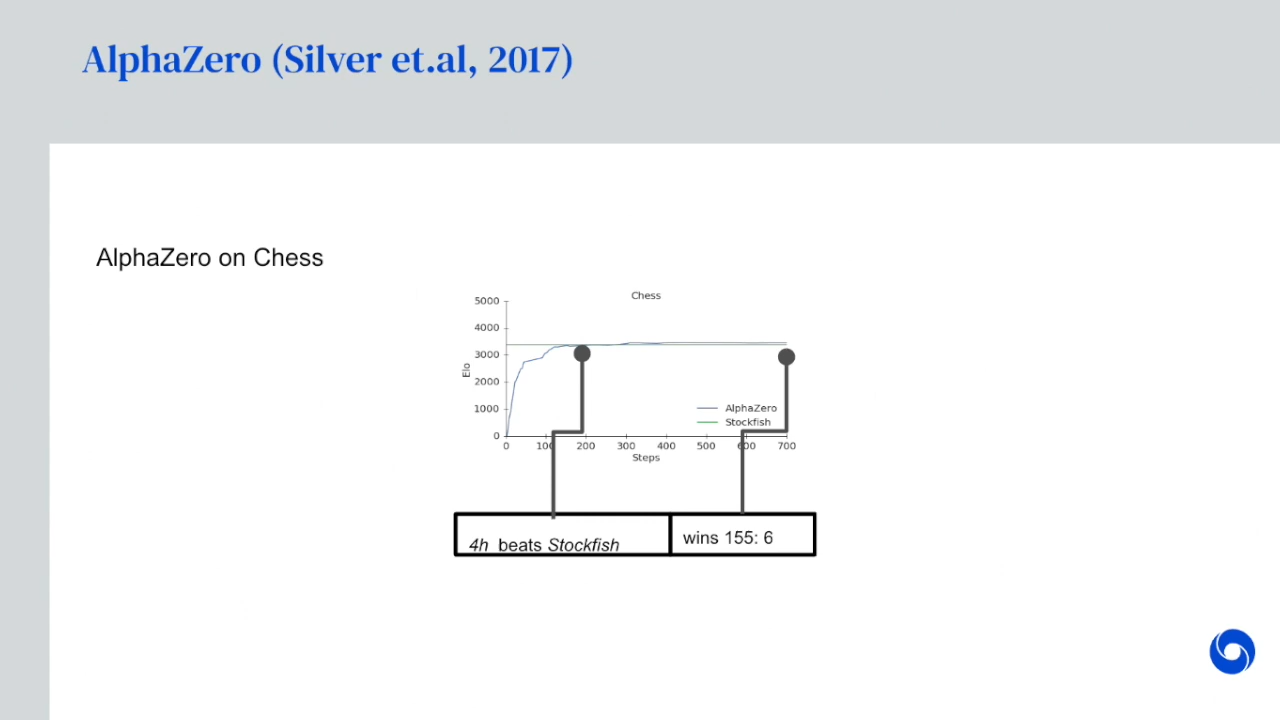 AlphaZero (Silver et.al, 2017)
AlphaZero on Chess
Chess
5000
4000
3000
2000
1000
0
Elo
AlphaZero
Stockfish
0 100 200 300 400 500 600 700
Steps
4h beats Stockfish
wins 155: 6